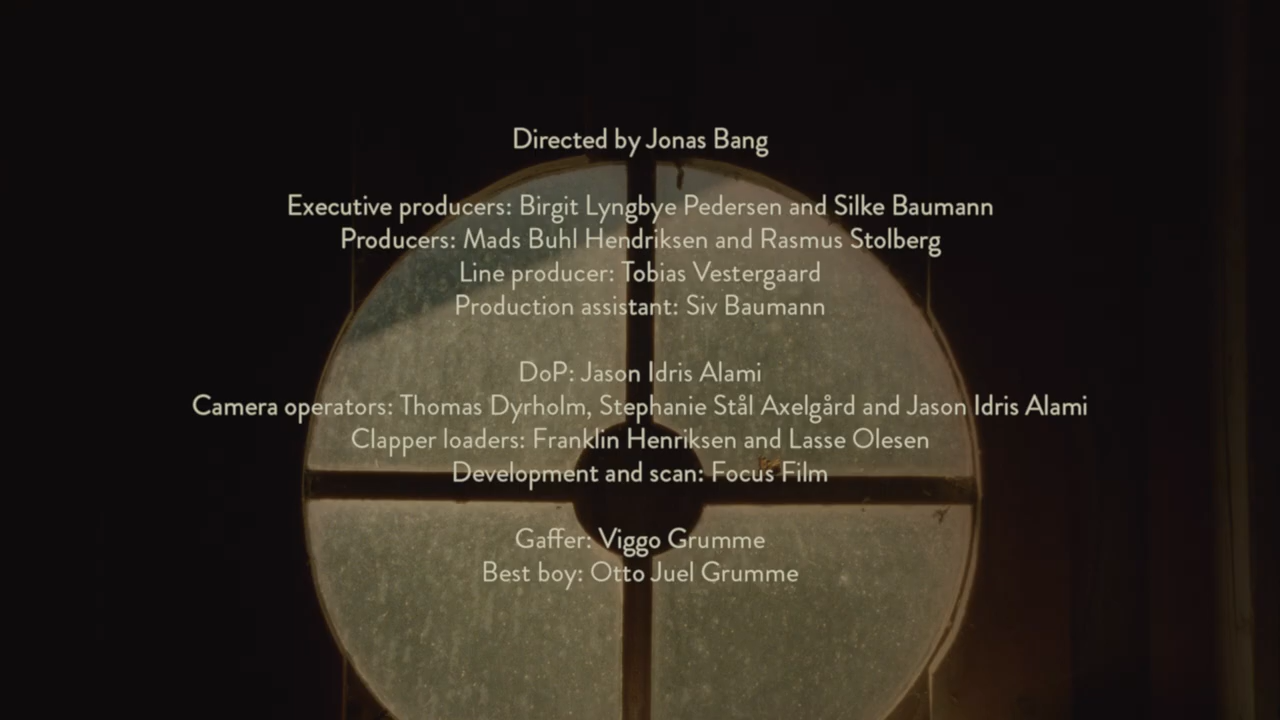 Directed by Jonas Bang
Executive producers: Birgit Lyngbye Pedersen and Silke Baumann
Producers: Mads Buhl Hendriksen and Rasmus Stolberg
Line producer: Tobias Vestergaard
Production assistant: Siv Baumann
DoP: Jason Idris Alami
Camera operators: Thomas Dyrholm, Stephanie Stål Axelgård and Jason Idris Alami
Clapper loaders: Franklin Henriksen and Lasse Olesen
Development and scan: Focus Film
Gaffer: Viggo Grumme
Best boy: Otto Juel Grumme